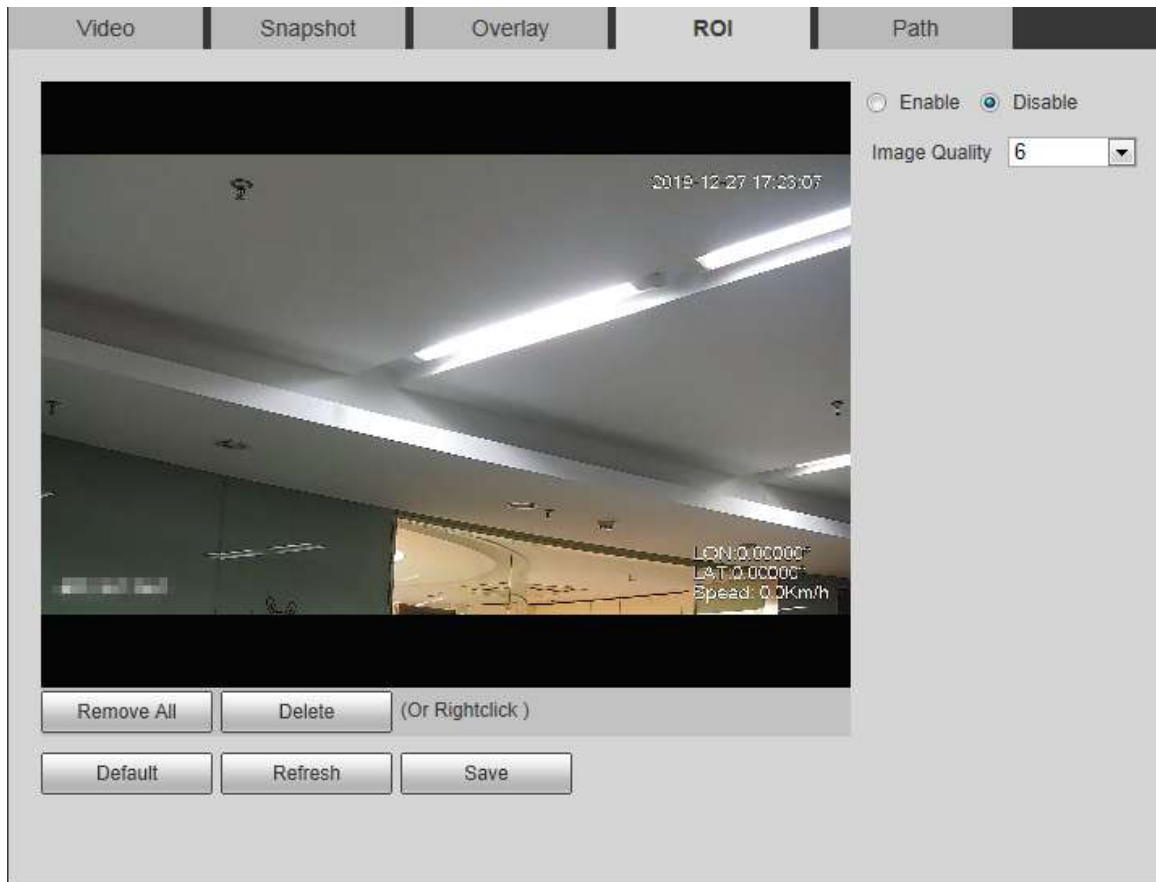 Video Snapshot Overlay ROI Path
Enable Disable
Image Quality 6
2019-12-27 17:23:07
LON:0.00000°
LAT:0.00000°
Speed: 0.0Km/h
Remove All Delete (Or Rightclick )
Default Refresh Save